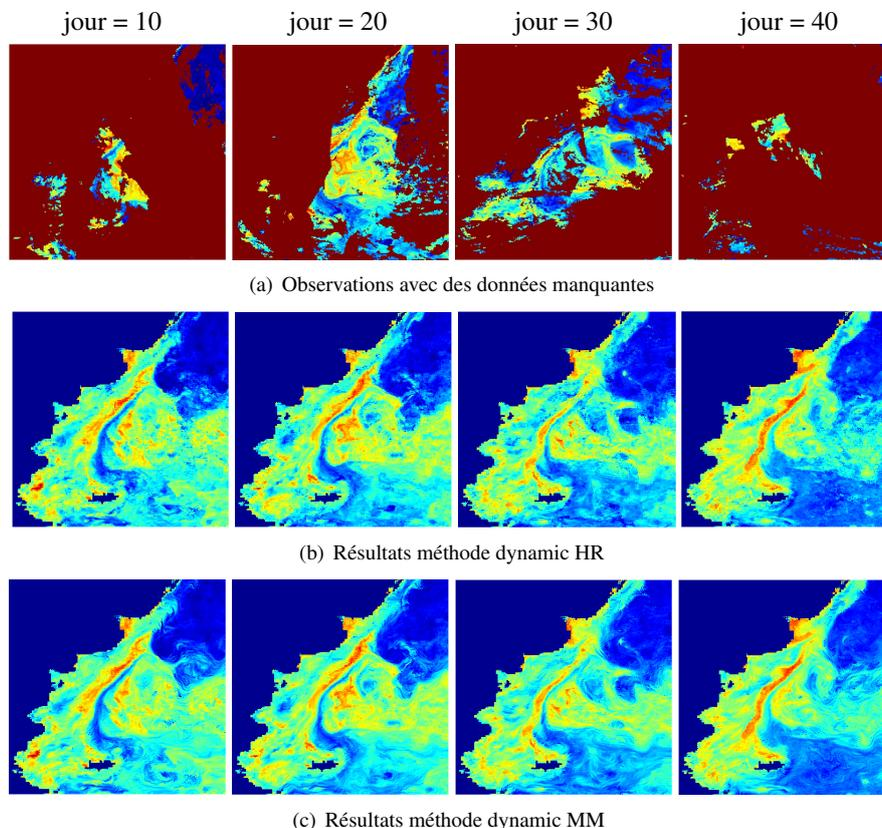 jour = 10 jour = 20 jour = 30 jour = 40
(a) Observations avec des données manquantes
(b) Résultats méthode dynamic HR
(c) Résultats méthode dynamic MM